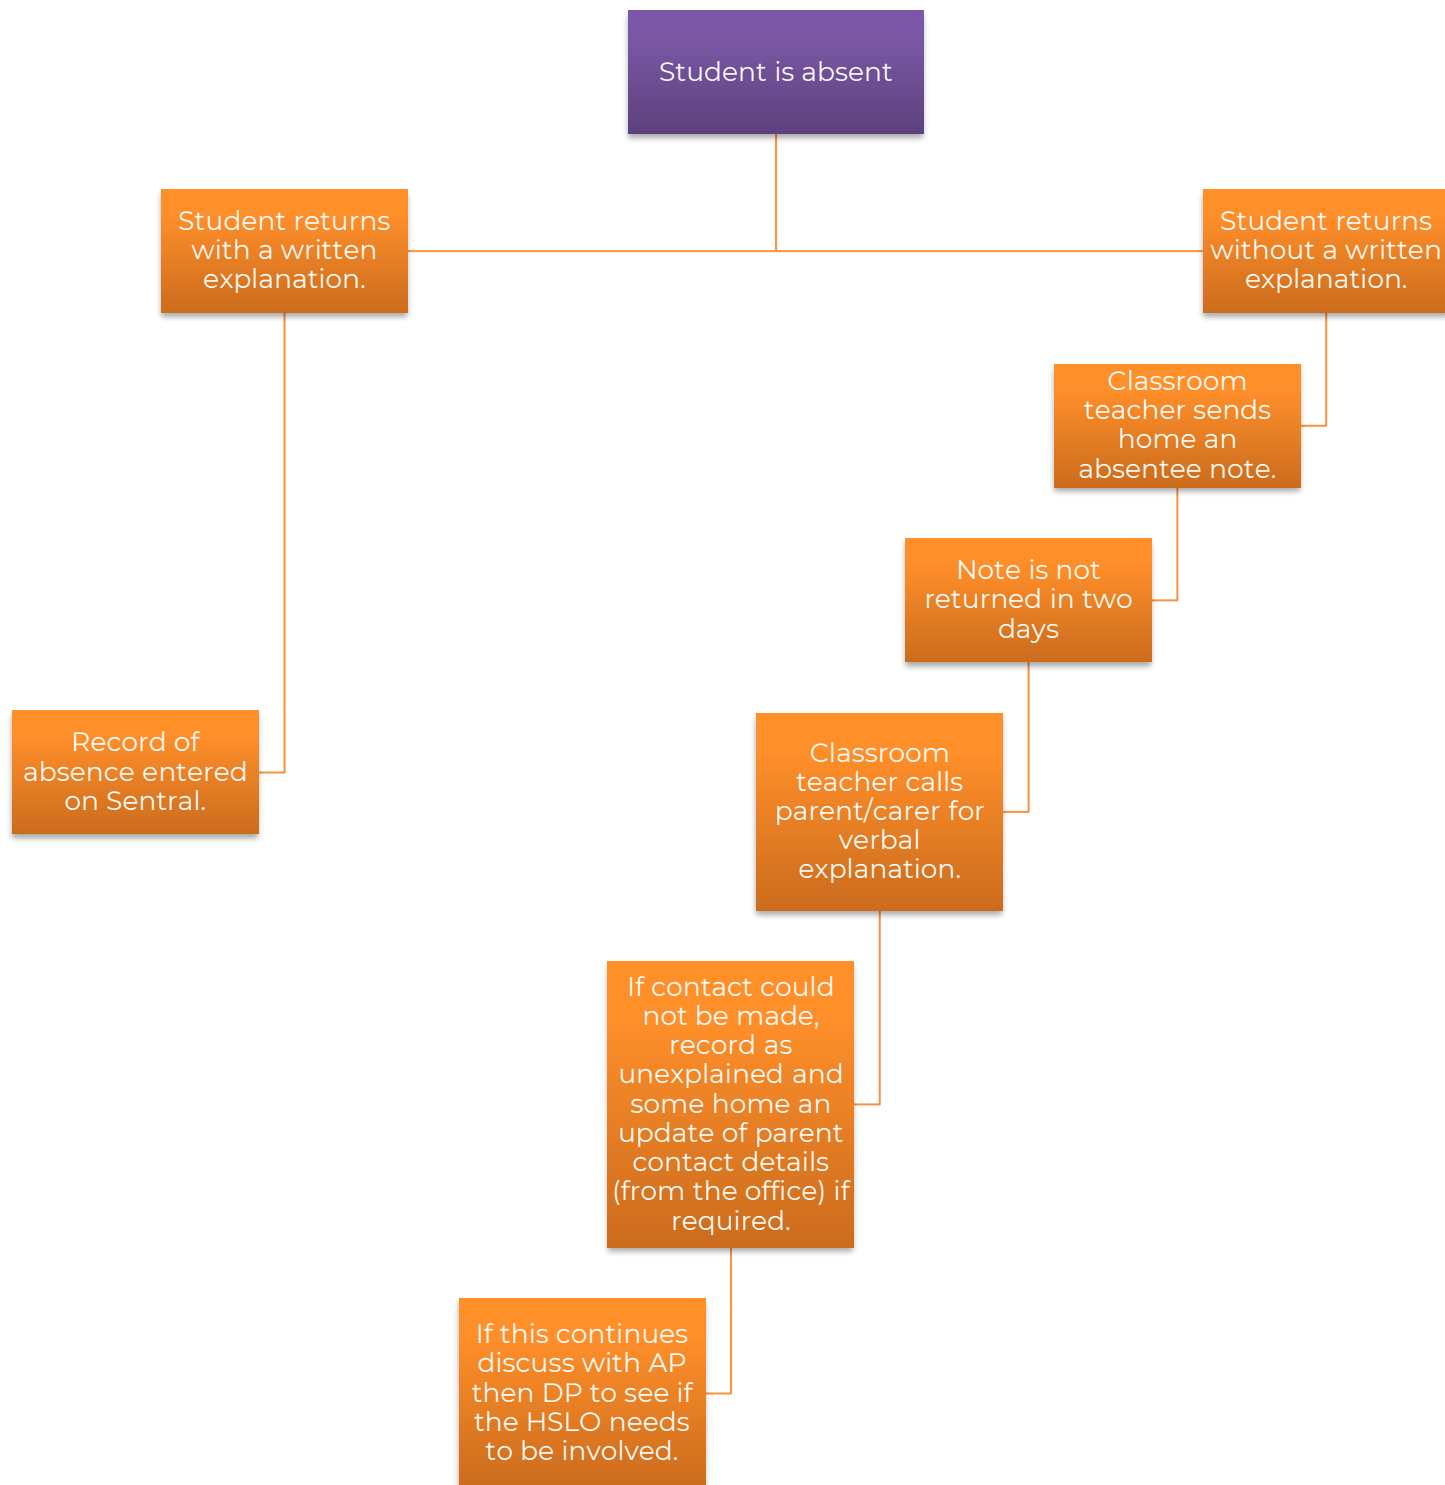 Student is absent
Student returns
with a written
explanation.
Student returns
without a written
explanation.
Classroom
teacher sends
home an
absentee note.
Note is not
returned in two
days
Record of
absence entered
on Sentral.
Classroom
teacher calls
parent/carer for
verbal
explanation.
If contact could
not be made,
record as
unexplained and
some home an
update of parent
contact details
(from the office) if
required.
If this continues
discuss with AP
then DP to see if
the HSLO needs
to be involved.